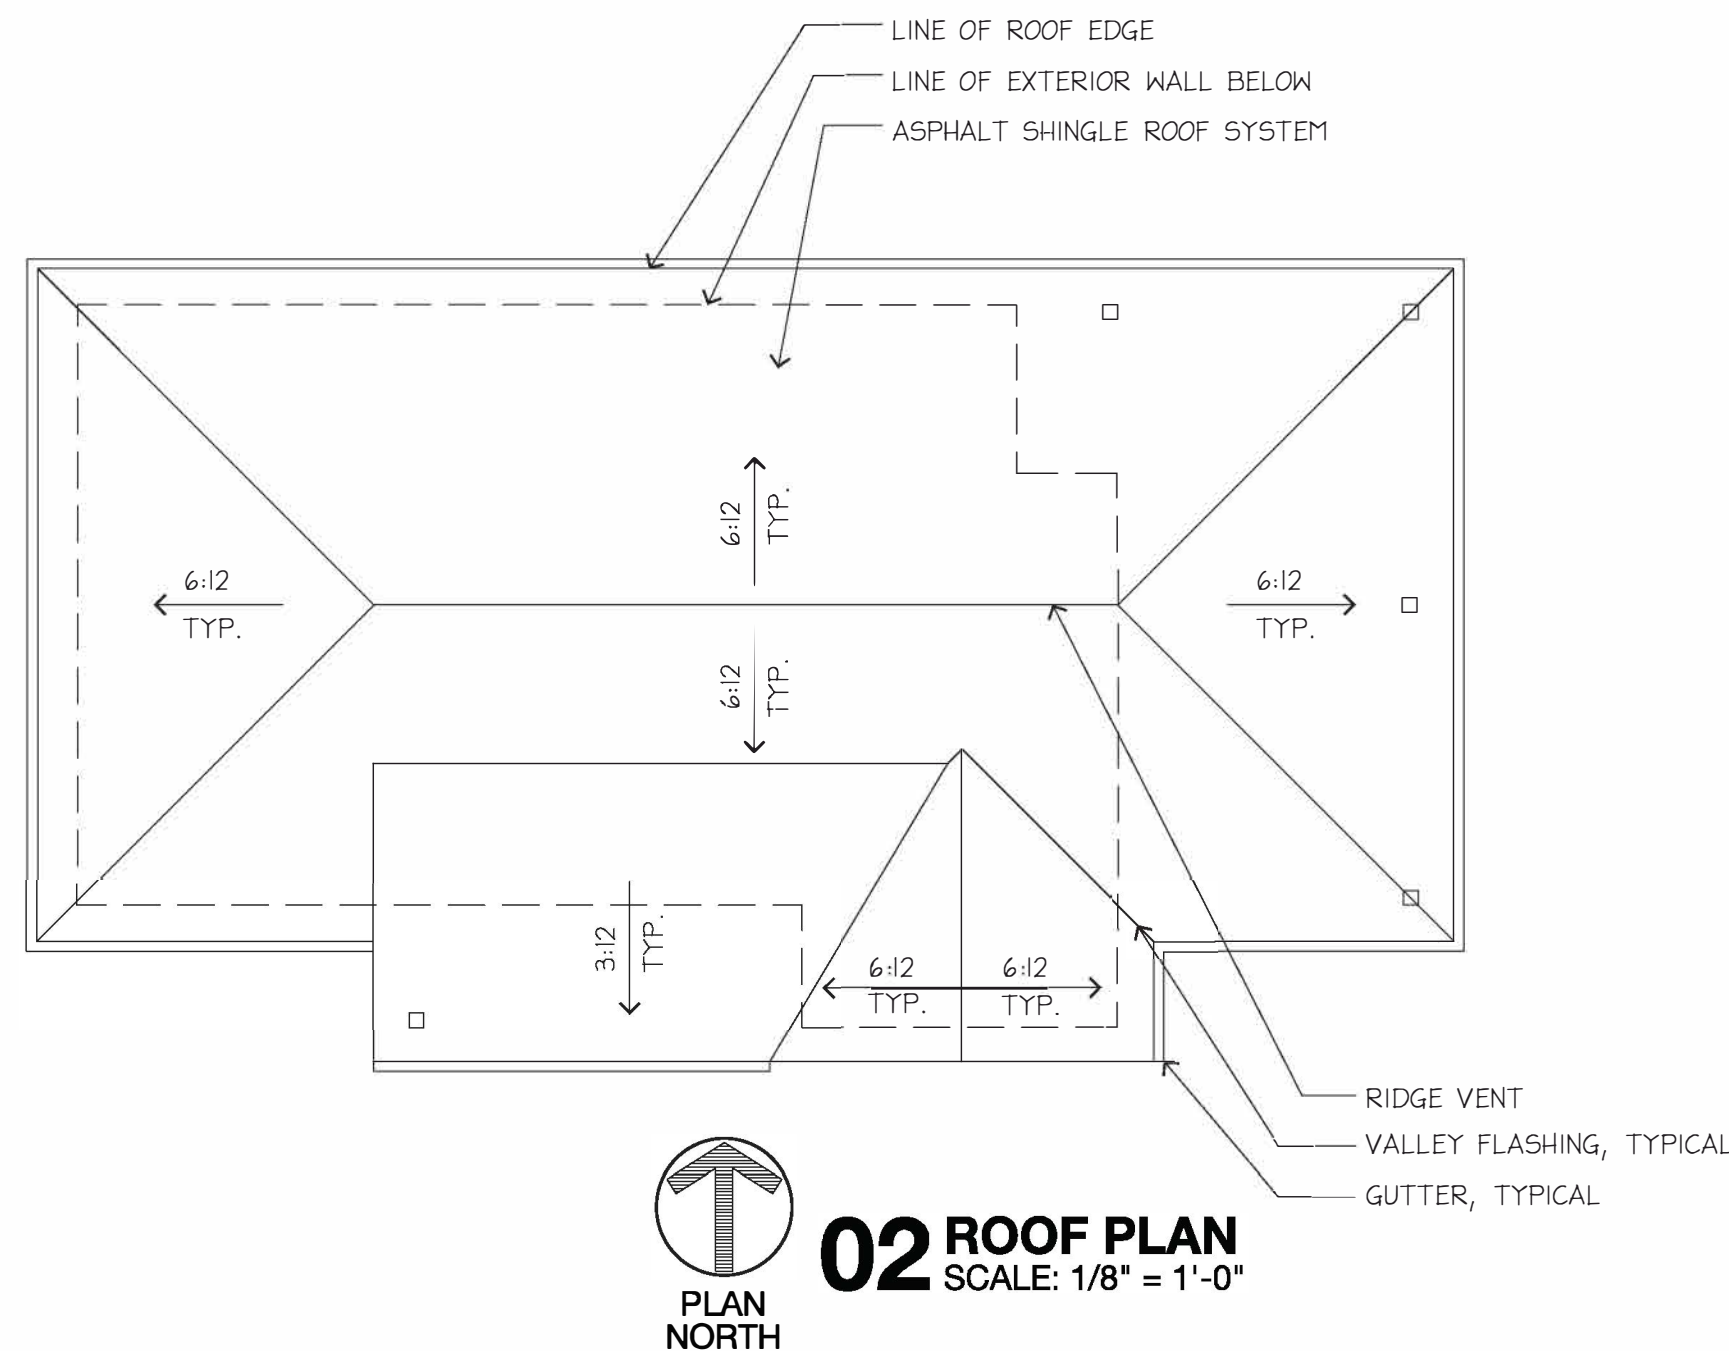 LINE OF ROOF EDGE
LINE OF EXTERIOR WALL BELOW
ASPHALT SHINGLE ROOF SYSTEM
6:12
TYP.
6:12
TYP.
6:12
TYP.
6:12
TYP.
3:12
TYP.
6:12
TYP.
6:12
TYP.
RIDGE VENT
VALLEY FLASHING, TYPICAL
GUTTER, TYPICAL
02 ROOF PLAN
SCALE: 1/8" = 1'-0"
PLAN
NORTH